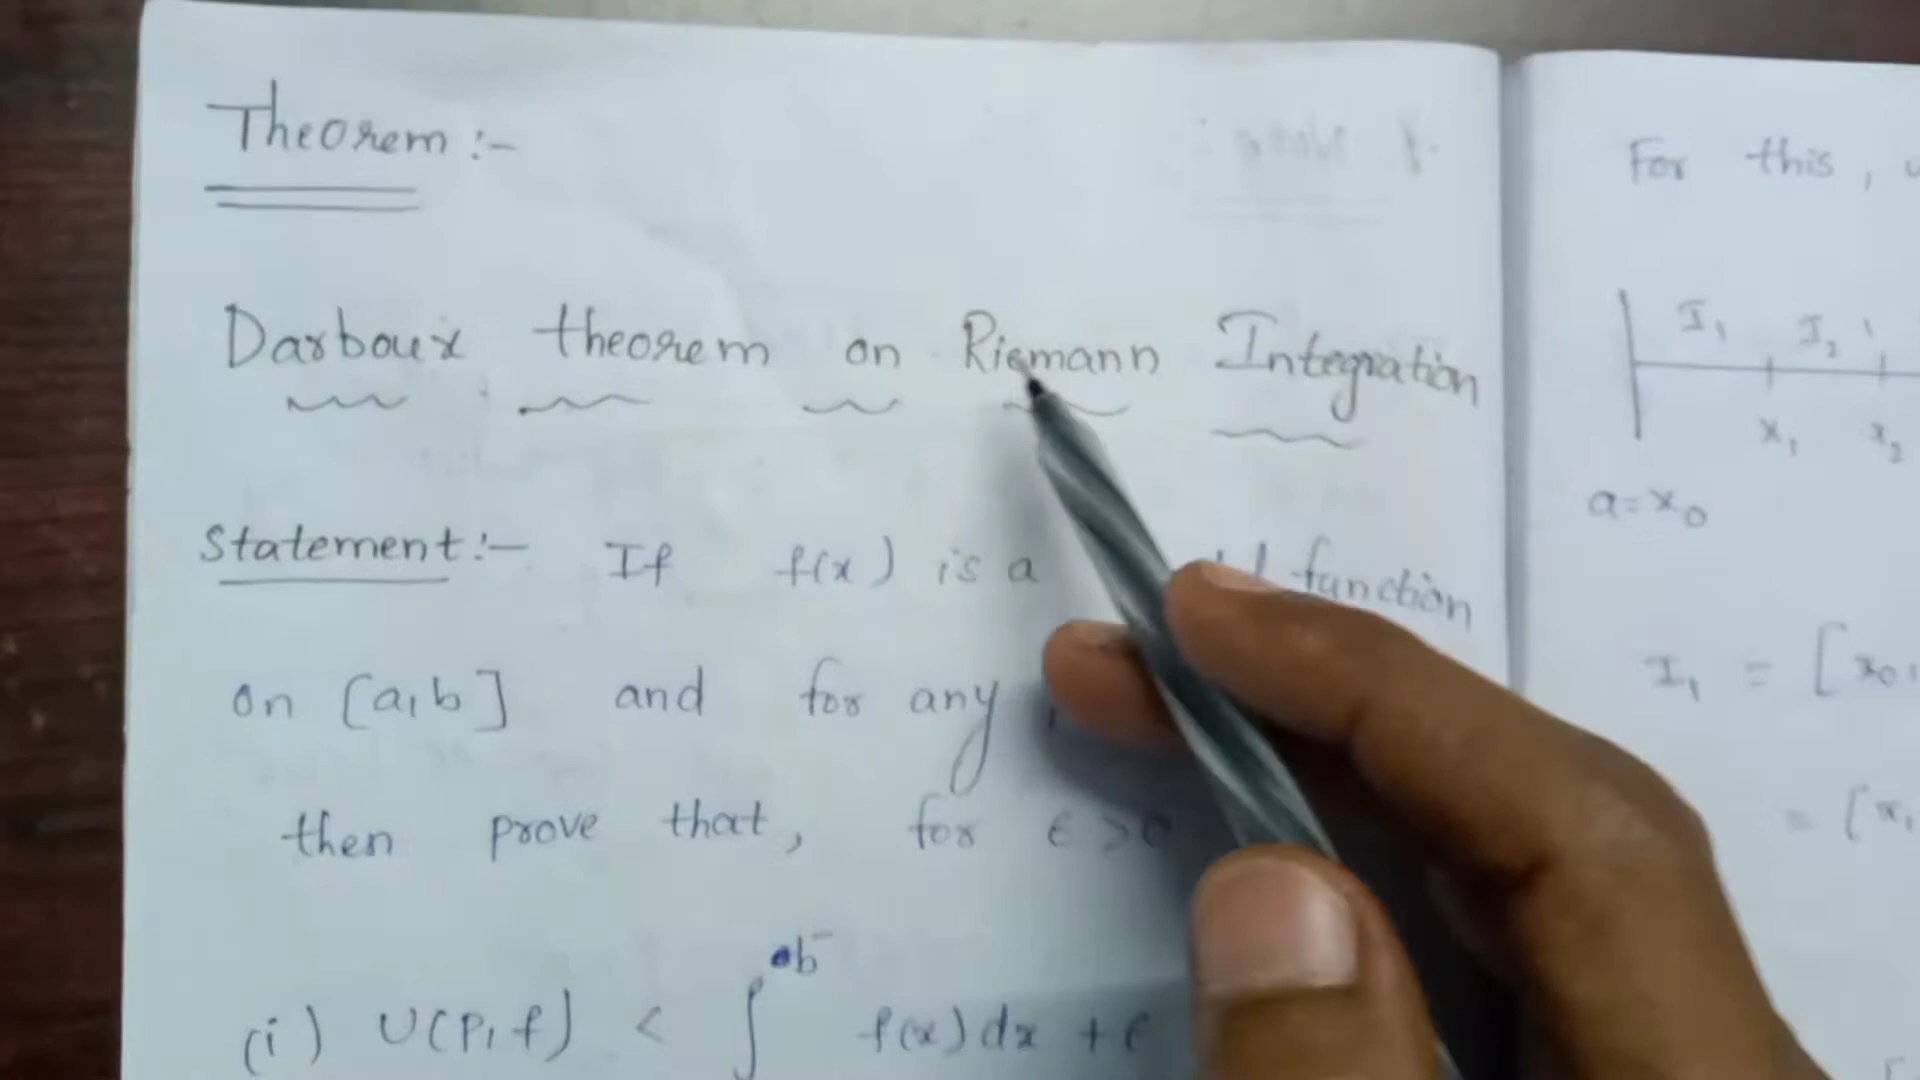 Theorem :-
Darboux theorem on Riemann Integration
Statement :- If f(x) is a function
on [a,b] and for any
then prove that, for ε>0
(i) U(P,f) < ∫ b̄ f(x)dx + ε
For this,
I₁ I₂
x₁ x₂
a=x₀
I₁ = [x₀,
= [x₁